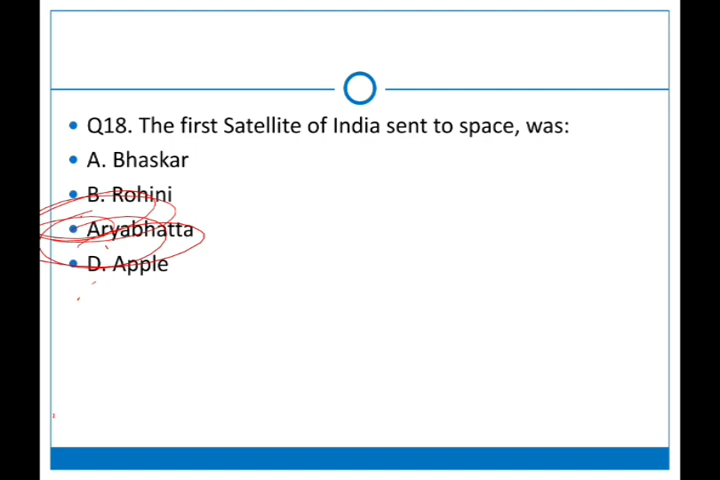 Q18. The first Satellite of India sent to space, was:
A. Bhaskar
B. Rohini
Aryabhatta
D. Apple